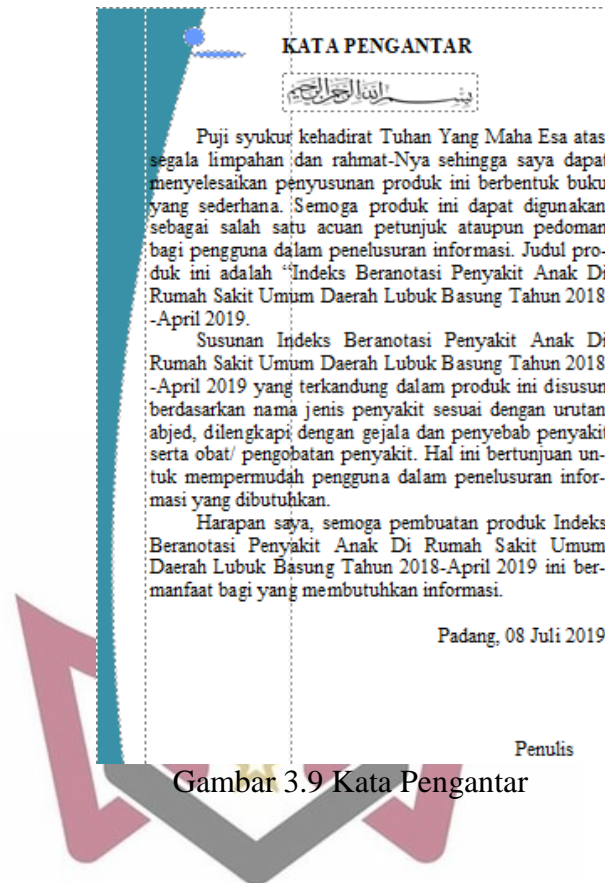 KATA PENGANTAR
بسم الله الرحمن الرحيم
Puji syukur kehadirat Tuhan Yang Maha Esa atas
segala limpahan dan rahmat-Nya sehingga saya dapat
menyelesaikan penyusunan produk ini berbentuk buku
yang sederhana. Semoga produk ini dapat digunakan
sebagai salah satu acuan petunjuk ataupun pedoman
bagi pengguna dalam penelusuran informasi. Judul pro-
duk ini adalah “Indeks Beranotasi Penyakit Anak Di
Rumah Sakit Umum Daerah Lubuk Basung Tahun 2018
-April 2019.
Susunan Indeks Beranotasi Penyakit Anak Di
Rumah Sakit Umum Daerah Lubuk Basung Tahun 2018
-April 2019 yang terkandung dalam produk ini disusun
berdasarkan nama jenis penyakit sesuai dengan urutan
abjed, dilengkapi dengan gejala dan penyebab penyakit
serta obat/ pengobatan penyakit. Hal ini bertunjuan un-
tuk mempermudah pengguna dalam penelusuran infor-
masi yang dibutuhkan.
Harapan saya, semoga pembuatan produk Indeks
Beranotasi Penyakit Anak Di Rumah Sakit Umum
Daerah Lubuk Basung Tahun 2018-April 2019 ini ber-
manfaat bagi yang membutuhkan informasi.
Padang, 08 Juli 2019
Penulis
Gambar 3.9 Kata Pengantar